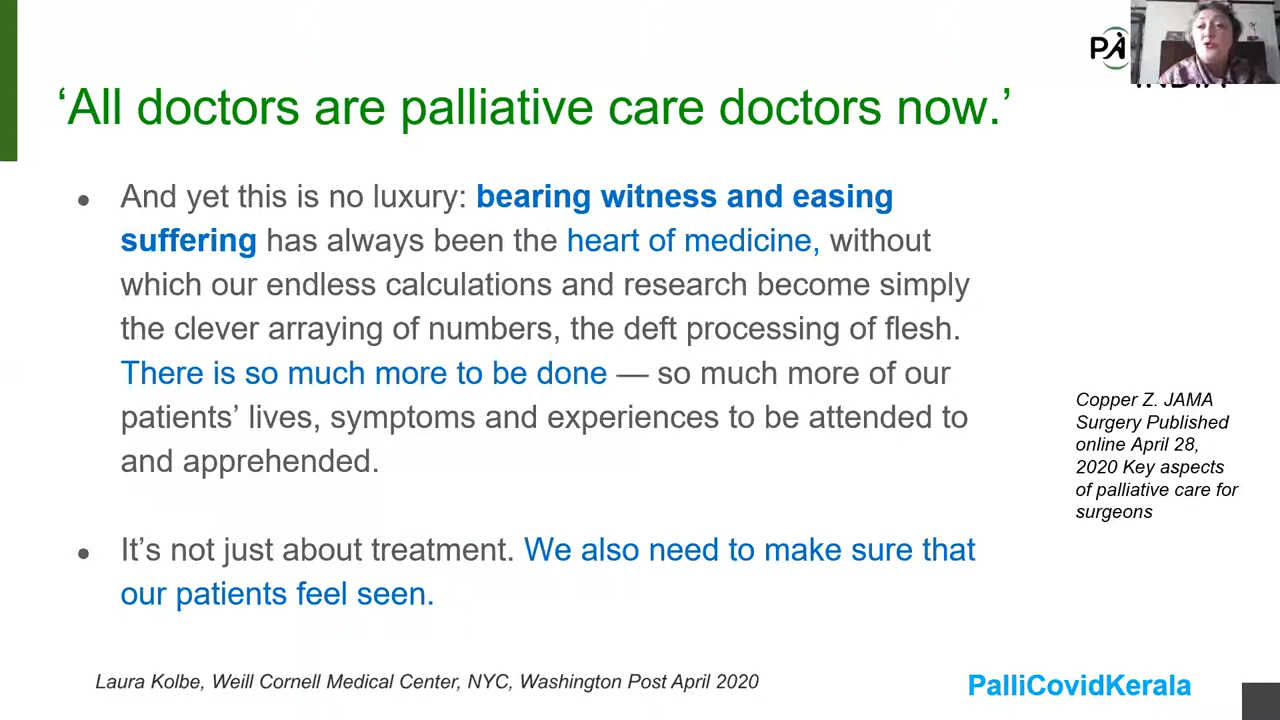 PA
INDIA
‘All doctors are palliative care doctors now.’
● And yet this is no luxury: bearing witness and easing
suffering has always been the heart of medicine, without
which our endless calculations and research become simply
the clever arraying of numbers, the deft processing of flesh.
There is so much more to be done — so much more of our
patients’ lives, symptoms and experiences to be attended to
and apprehended.
● It’s not just about treatment. We also need to make sure that
our patients feel seen.
Copper Z. JAMA
Surgery Published
online April 28,
2020 Key aspects
of palliative care for
surgeons
Laura Kolbe, Weill Cornell Medical Center, NYC, Washington Post April 2020
PalliCovidKerala